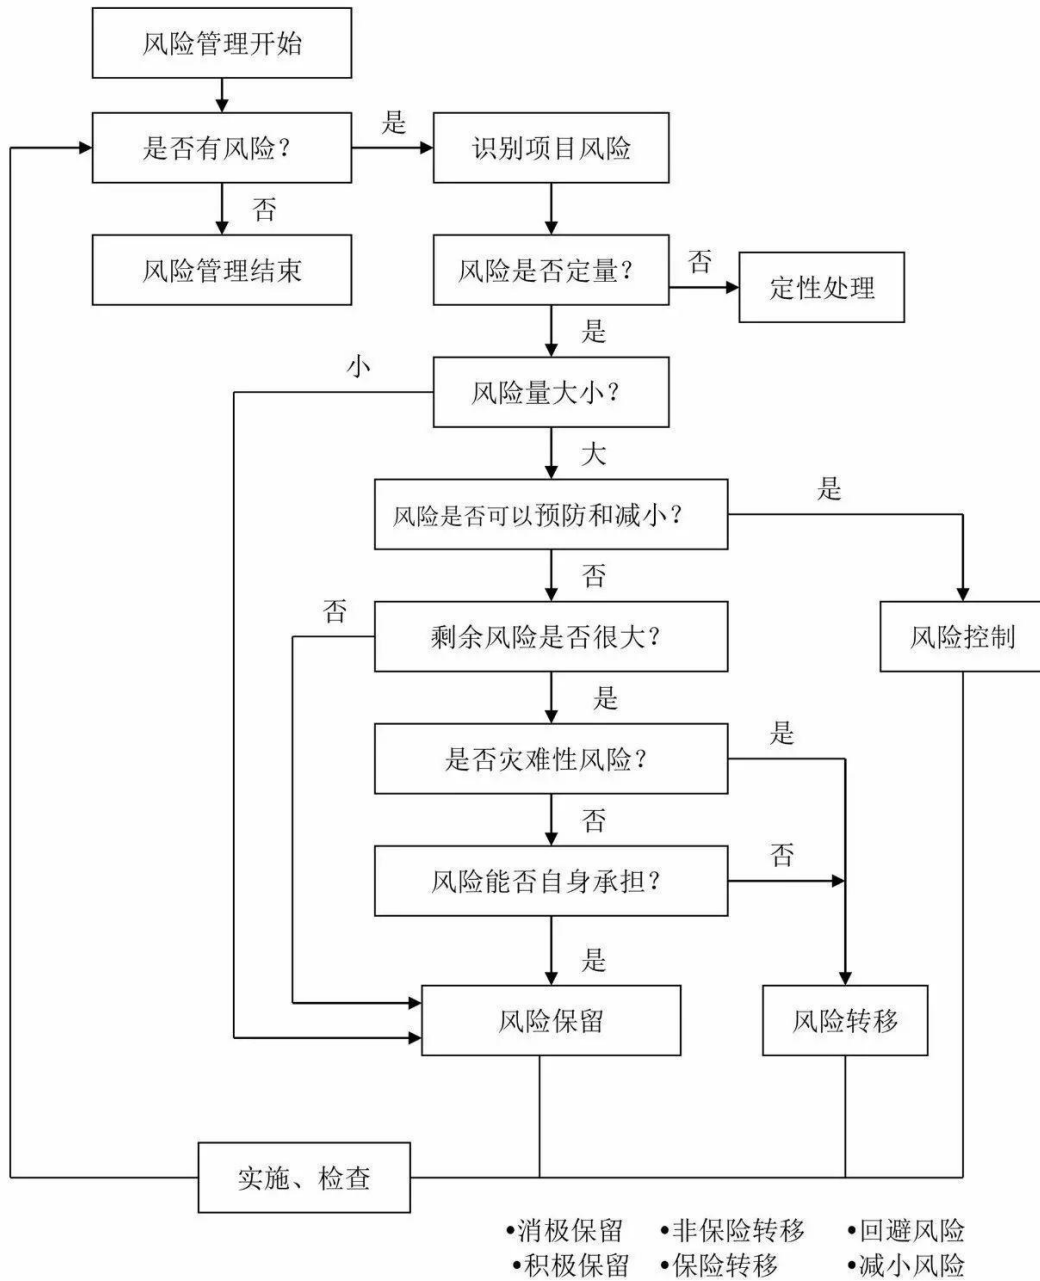 风险管理开始
是否有风险？
是
识别项目风险
否
风险管理结束
风险是否定量？
否
定性处理
是
小
风险量大小？
大
风险是否可以预防和减小？
是
否
否
剩余风险是否很大？
风险控制
是
是否灾难性风险？
是
否
风险能否自身承担？
否
是
风险保留
风险转移
实施、检查
•消极保留 •非保险转移 •回避风险
•积极保留 •保险转移 •减小风险